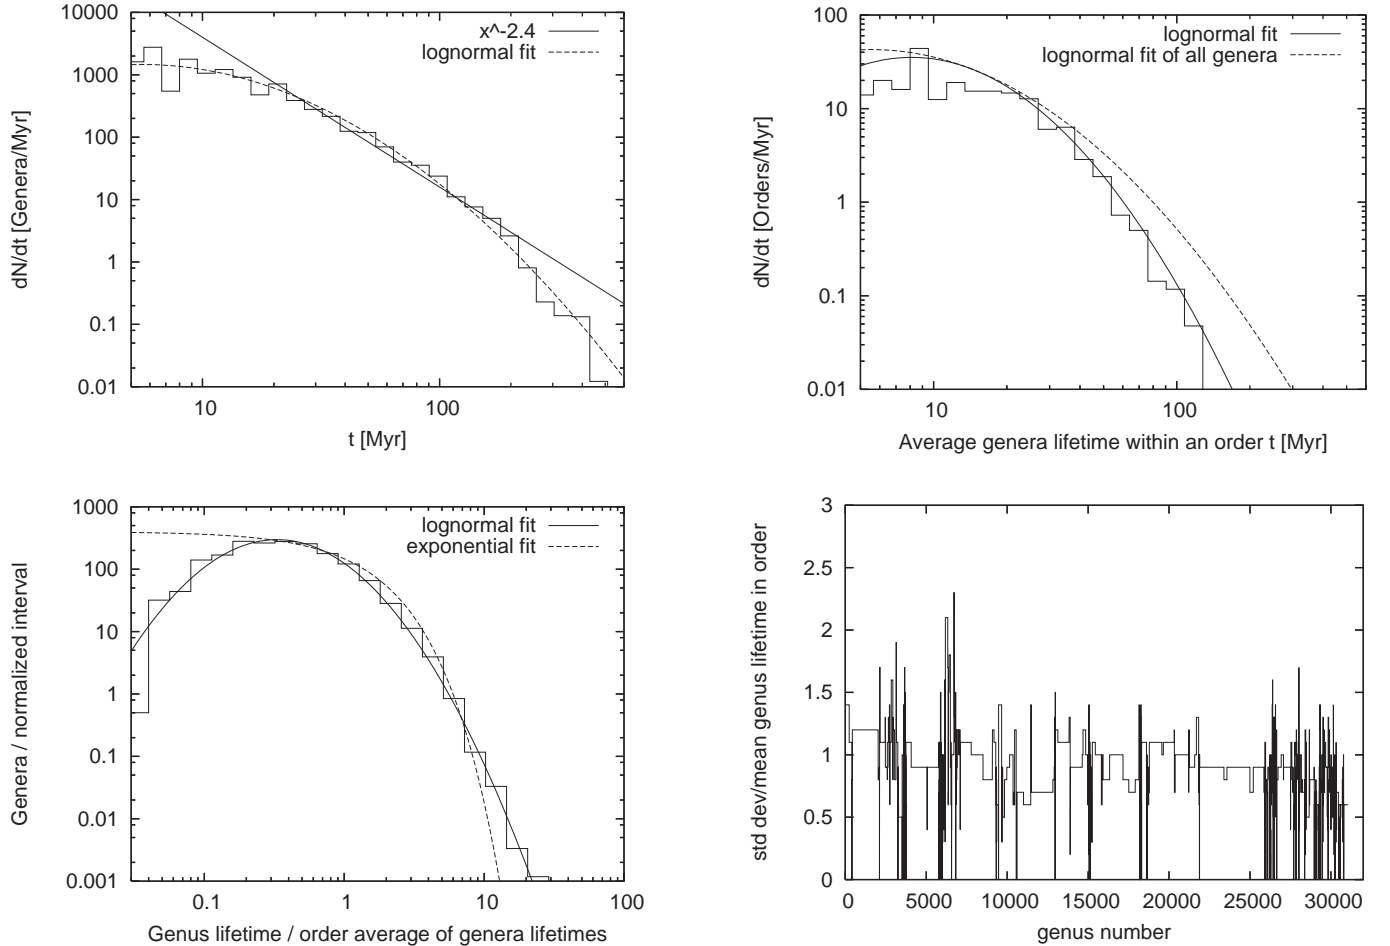 10000
1000
100
10
1
0.1
0.01
dN/dt [Genera/Myr]
x^-2.4
lognormal fit
10
100
t [Myr]
100
10
1
0.1
0.01
dN/dt [Orders/Myr]
lognormal fit
lognormal fit of all genera
10
100
Average genera lifetime within an order t [Myr]
1000
100
10
1
0.1
0.01
0.001
Genera / normalized interval
lognormal fit
exponential fit
0.1
1
10
100
Genus lifetime / order average of genera lifetimes
3
2.5
2
1.5
1
0.5
0
std dev/mean genus lifetime in order
0
5000
10000
15000
20000
25000
30000
genus number